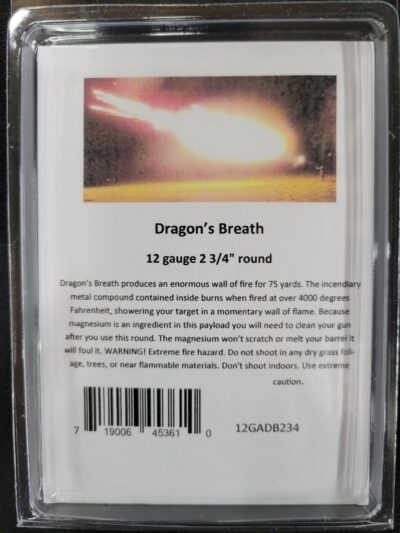 Dragon's Breath
12 gauge 2 3/4" round
Dragon's Breath produces an enormous wall of fire for 75 yards. The incendiary
metal compound contained inside burns when fired at over 4000 degrees
Fahrenheit, showering your target in a momentary wall of flame. Because
magnesium is an ingredient in this payload you will need to clean your gun
after you use this round. The magnesium won't scratch or melt your barrel it
will foul it. WARNING! Extreme fire hazard. Do not shoot in any dry grass foli-
age, trees, or near flammable materials. Don't shoot indoors. Use extreme
caution.
7 19006 45361 0
12GADB234